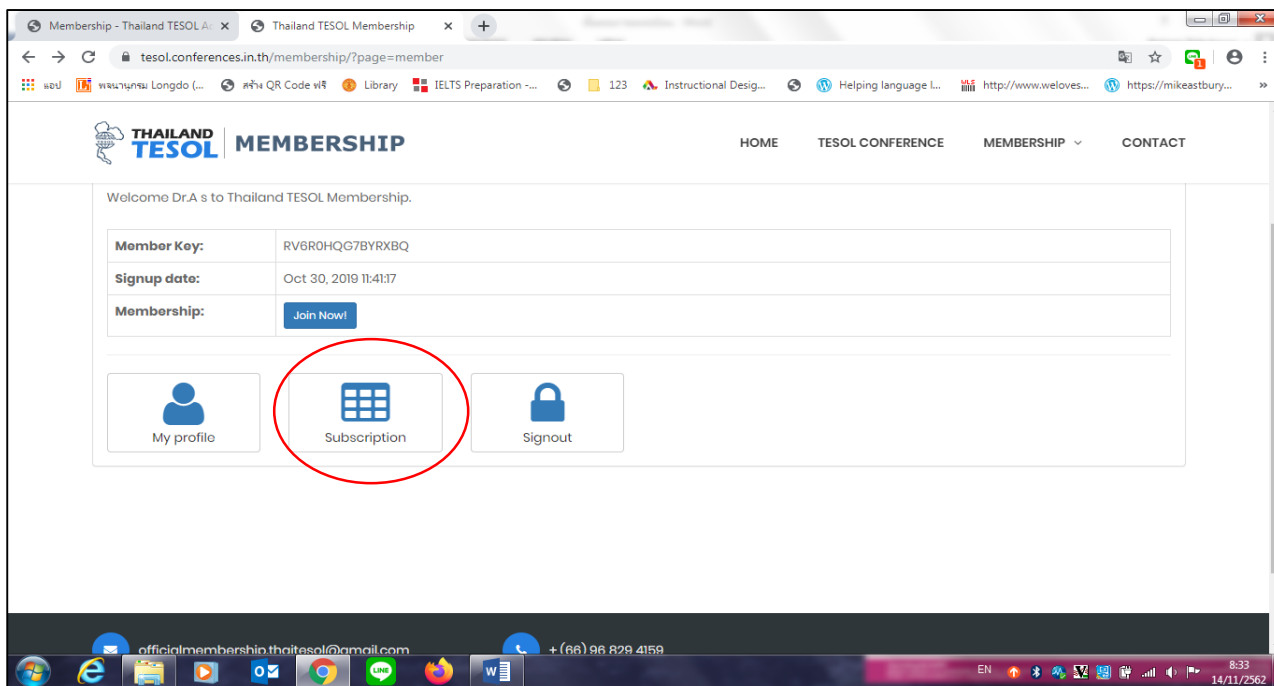 Membership - Thailand TESOL Ac
Thailand TESOL Membership
tesol.conferences.in.th/membership/?page=member
แอป
พจนานุกรม Longdo (...
สร้าง QR Code ฟรี
Library
IELTS Preparation -...
123
Instructional Desig...
Helping language l...
http://www.weloves...
https://mikeastbury...
»
THAILAND
TESOL
MEMBERSHIP
HOME
TESOL CONFERENCE
MEMBERSHIP
CONTACT
Welcome Dr.A s to Thailand TESOL Membership.
Member Key: RV6R0HQG7BYRXBQ
Signup date: Oct 30, 2019 11:41:17
Membership: Join Now!
My profile
Subscription
Signout
officialmembership.thaitesol@gmail.com
+ (66) 96 829 4159
LINE
EN
8:33
14/11/2562